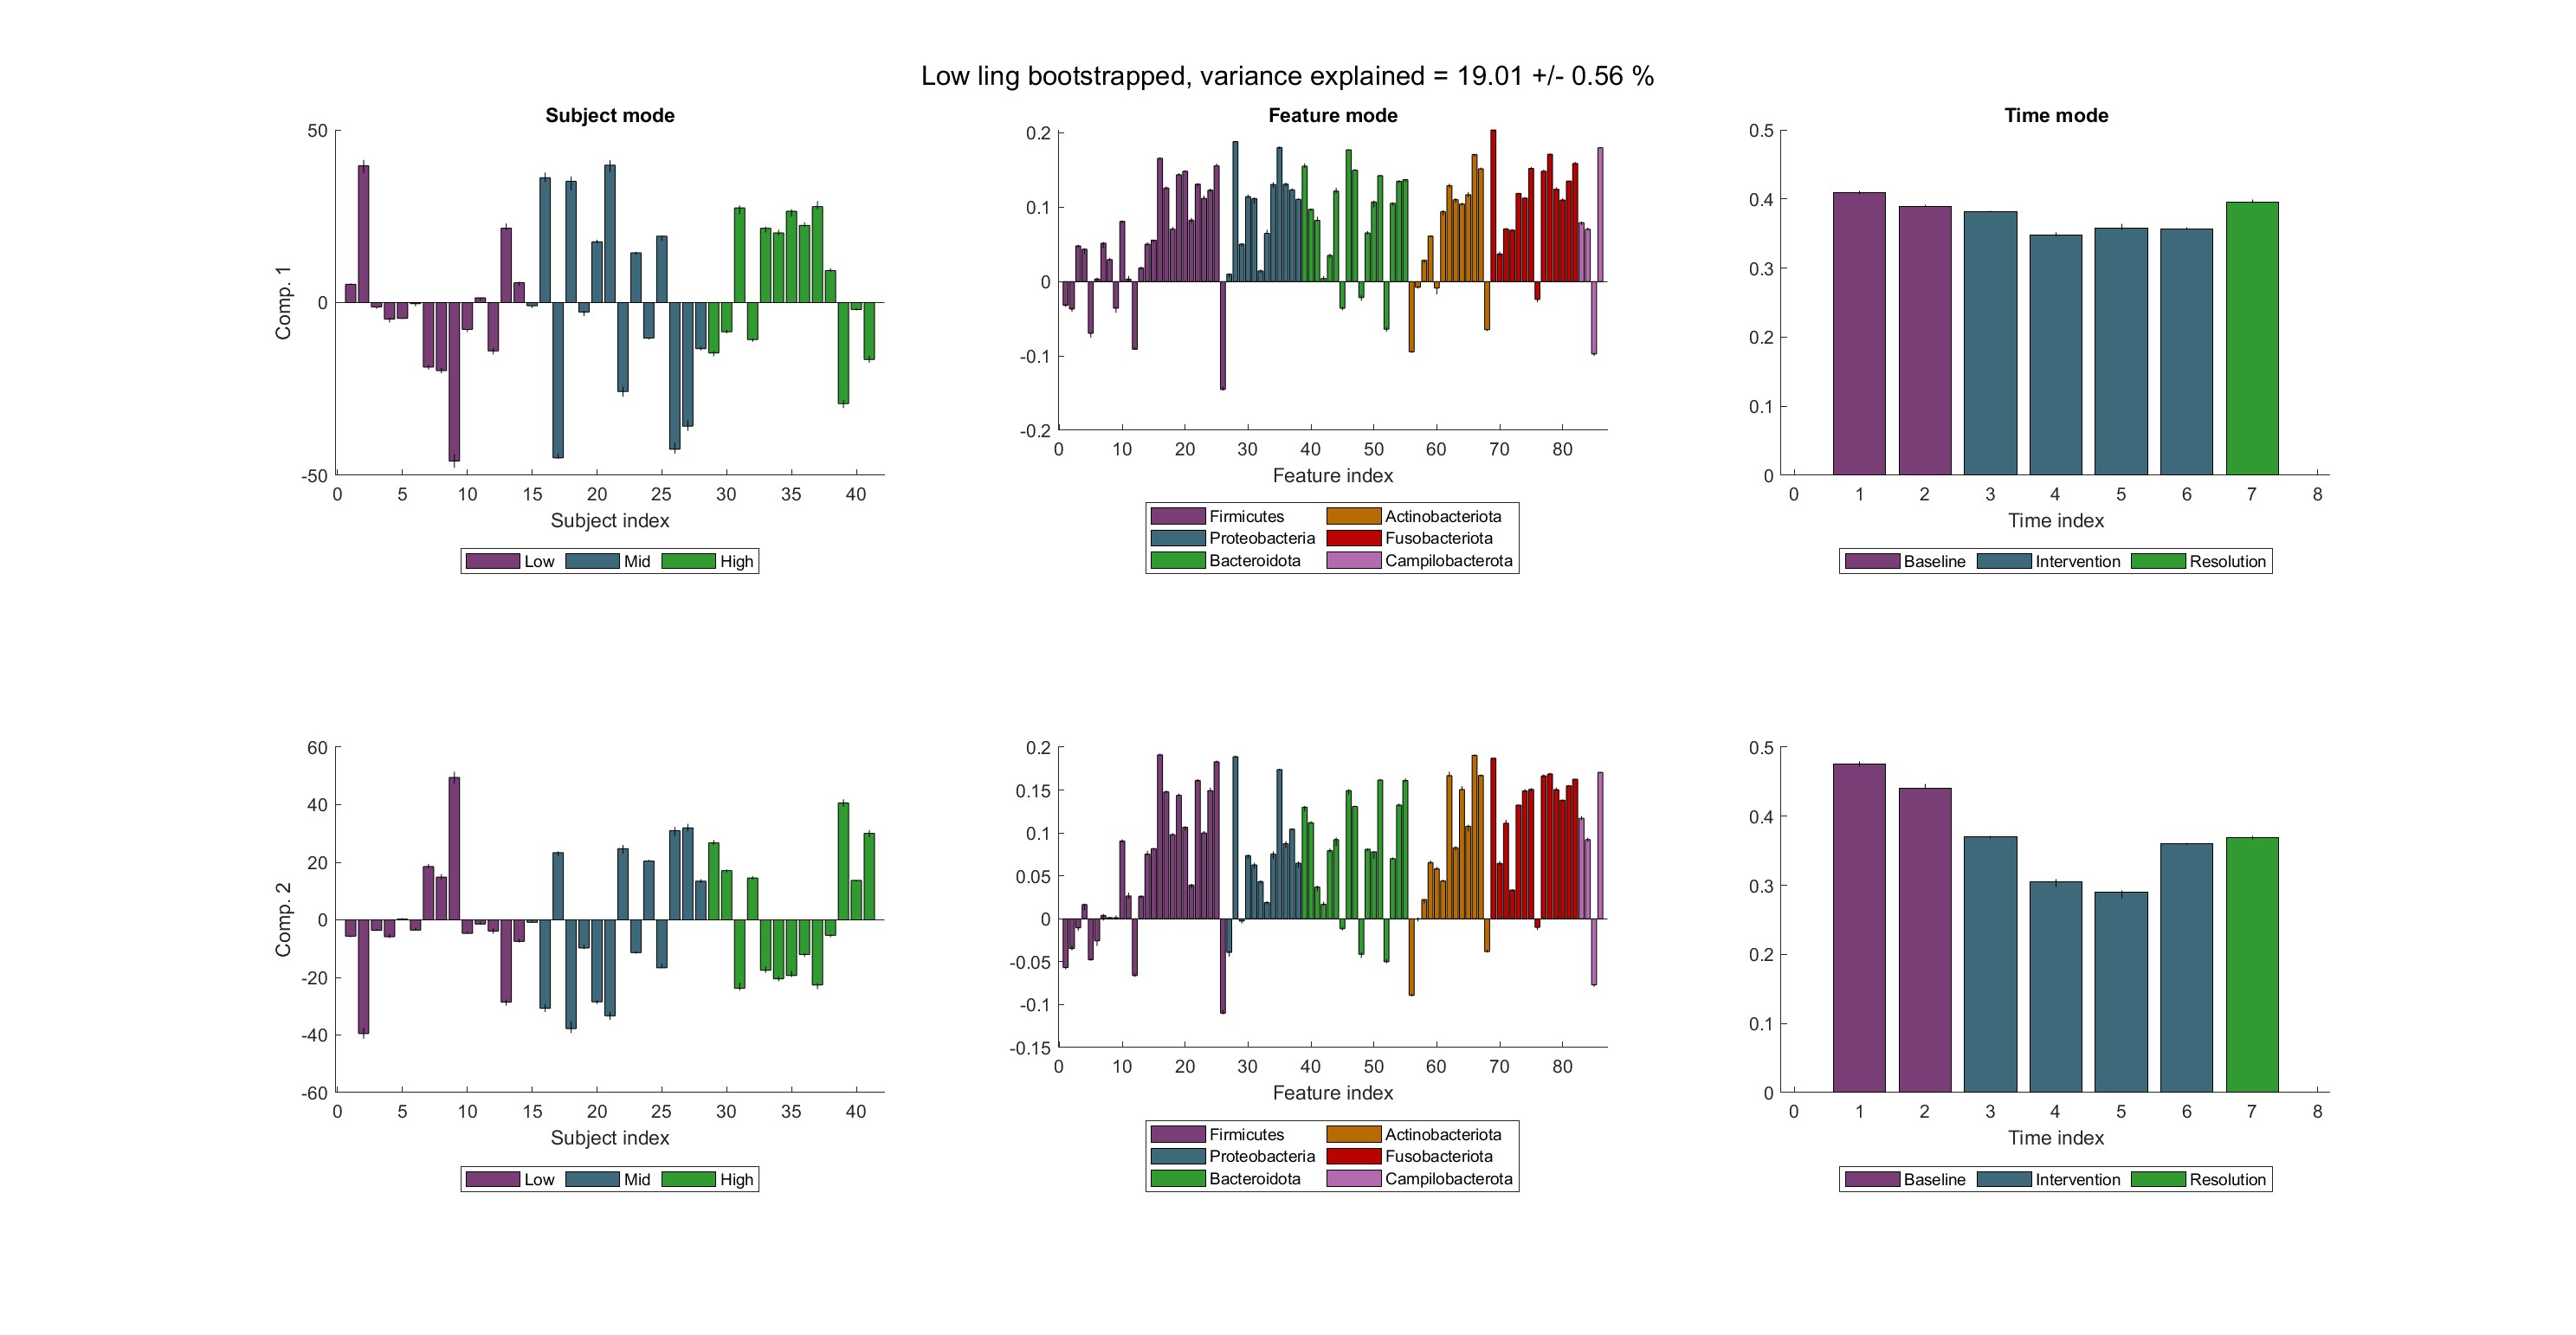 Low ling bootstrapped, variance explained = 19.01 +/- 0.56 %
Subject mode
Feature mode
Time mode
Comp. 1
50
0
-50
0 5 10 15 20 25 30 35 40
Subject index
Low Mid High
0.2
0.1
0
-0.1
-0.2
0 10 20 30 40 50 60 70 80
Feature index
Firmicutes Actinobacteriota
Proteobacteria Fusobacteriota
Bacteroidota Campilobacterota
0.5
0.4
0.3
0.2
0.1
0
0 1 2 3 4 5 6 7 8
Time index
Baseline Intervention Resolution
Comp. 2
60
40
20
0
-20
-40
-60
0 5 10 15 20 25 30 35 40
Subject index
Low Mid High
0.2
0.15
0.1
0.05
0
-0.05
-0.1
-0.15
0 10 20 30 40 50 60 70 80
Feature index
Firmicutes Actinobacteriota
Proteobacteria Fusobacteriota
Bacteroidota Campilobacterota
0.5
0.4
0.3
0.2
0.1
0
0 1 2 3 4 5 6 7 8
Time index
Baseline Intervention Resolution